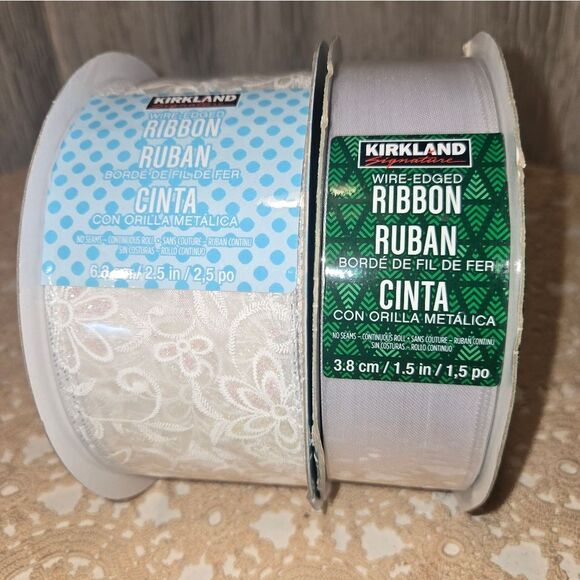 KIRKLAND
WIRE-EDGED
RIBBON
RUBAN
BORDÉ DE FIL DE FER
CINTA
CON ORILLA METÁLICA
NO SEAMS – CONTINUOUS ROLL • SANS COUTURE – RUBAN CONTINU
SIN COSTURAS – ROLLO CONTINUO
6.3 cm / 2.5 in / 2,5 po
KIRKLAND
Signature
WIRE-EDGED
RIBBON
RUBAN
BORDÉ DE FIL DE FER
CINTA
CON ORILLA METÁLICA
NO SEAMS – CONTINUOUS ROLL • SANS COUTURE – RUBAN CONTINU
SIN COSTURAS – ROLLO CONTINUO
3.8 cm / 1.5 in / 1,5 po